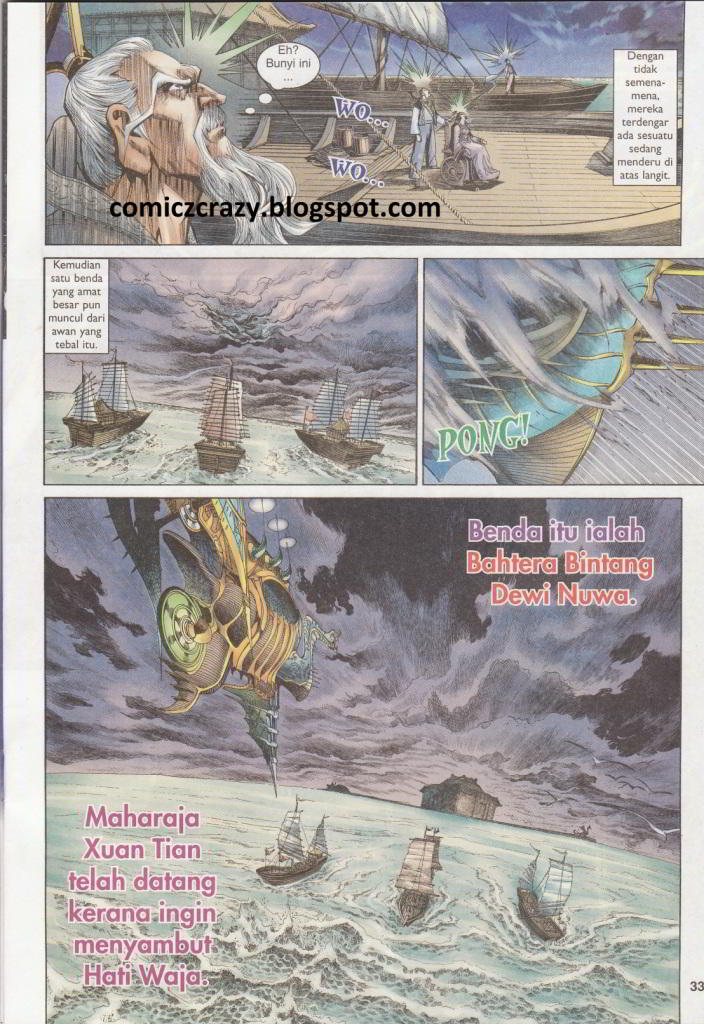 Eh?
Bunyi ini
...
WO...
WO...
Dengan
tidak
semena-
mena,
mereka
terdengar
ada sesuatu
sedang
menderu di
atas langit.
comiczcrazy.blogspot.com
Kemudian
satu benda
yang amat
besar pun
muncul dari
awan yang
tebal itu.
PONG!
Benda itu ialah
Bahtera Bintang
Dewi Nuwa.
Maharaja
Xuan Tian
telah datang
kerana ingin
menyambut
Hati Waja.
33